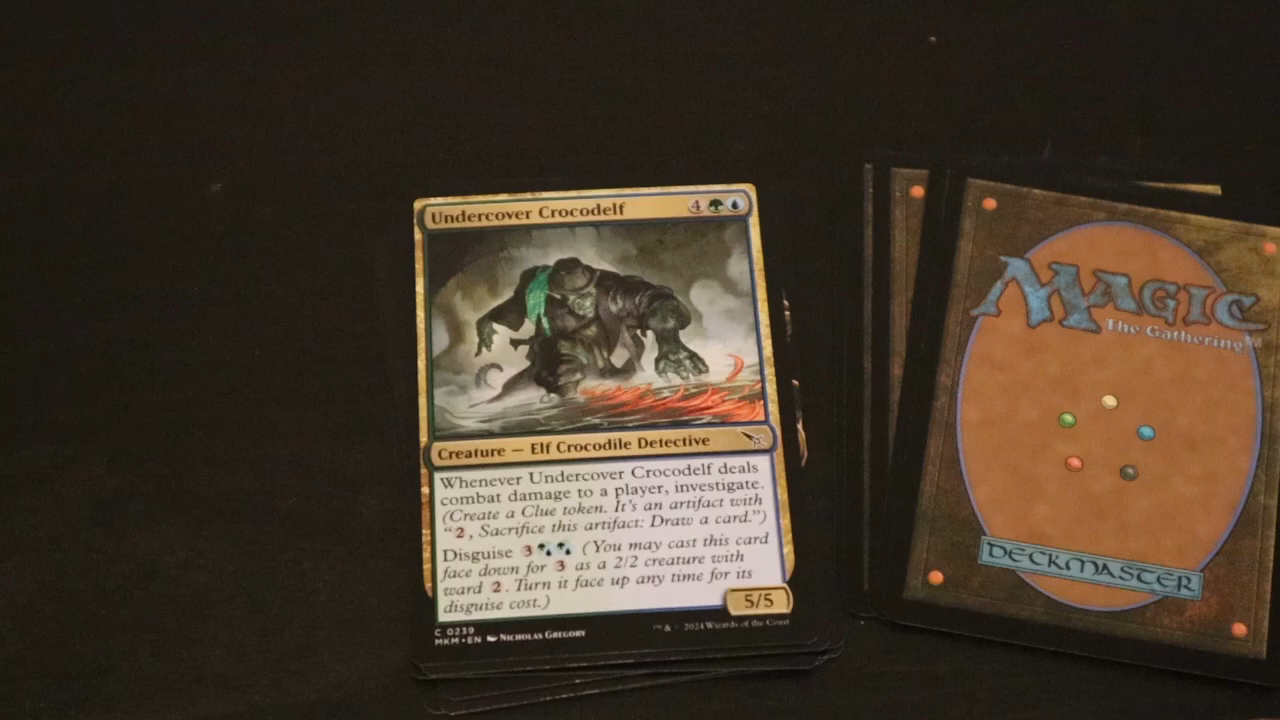 Undercover Crocodelf 4
Creature — Elf Crocodile Detective
Whenever Undercover Crocodelf deals
combat damage to a player, investigate.
(Create a Clue token. It's an artifact with
"2, Sacrifice this artifact: Draw a card.")
Disguise 3 (You may cast this card
face down for 3 as a 2/2 creature with
ward 2. Turn it face up any time for its
disguise cost.)
5/5
C 0239
MKM • EN NICHOLAS GREGORY
™ & © 2024 Wizards of the Coast
MAGIC
The Gathering™
DECKMASTER